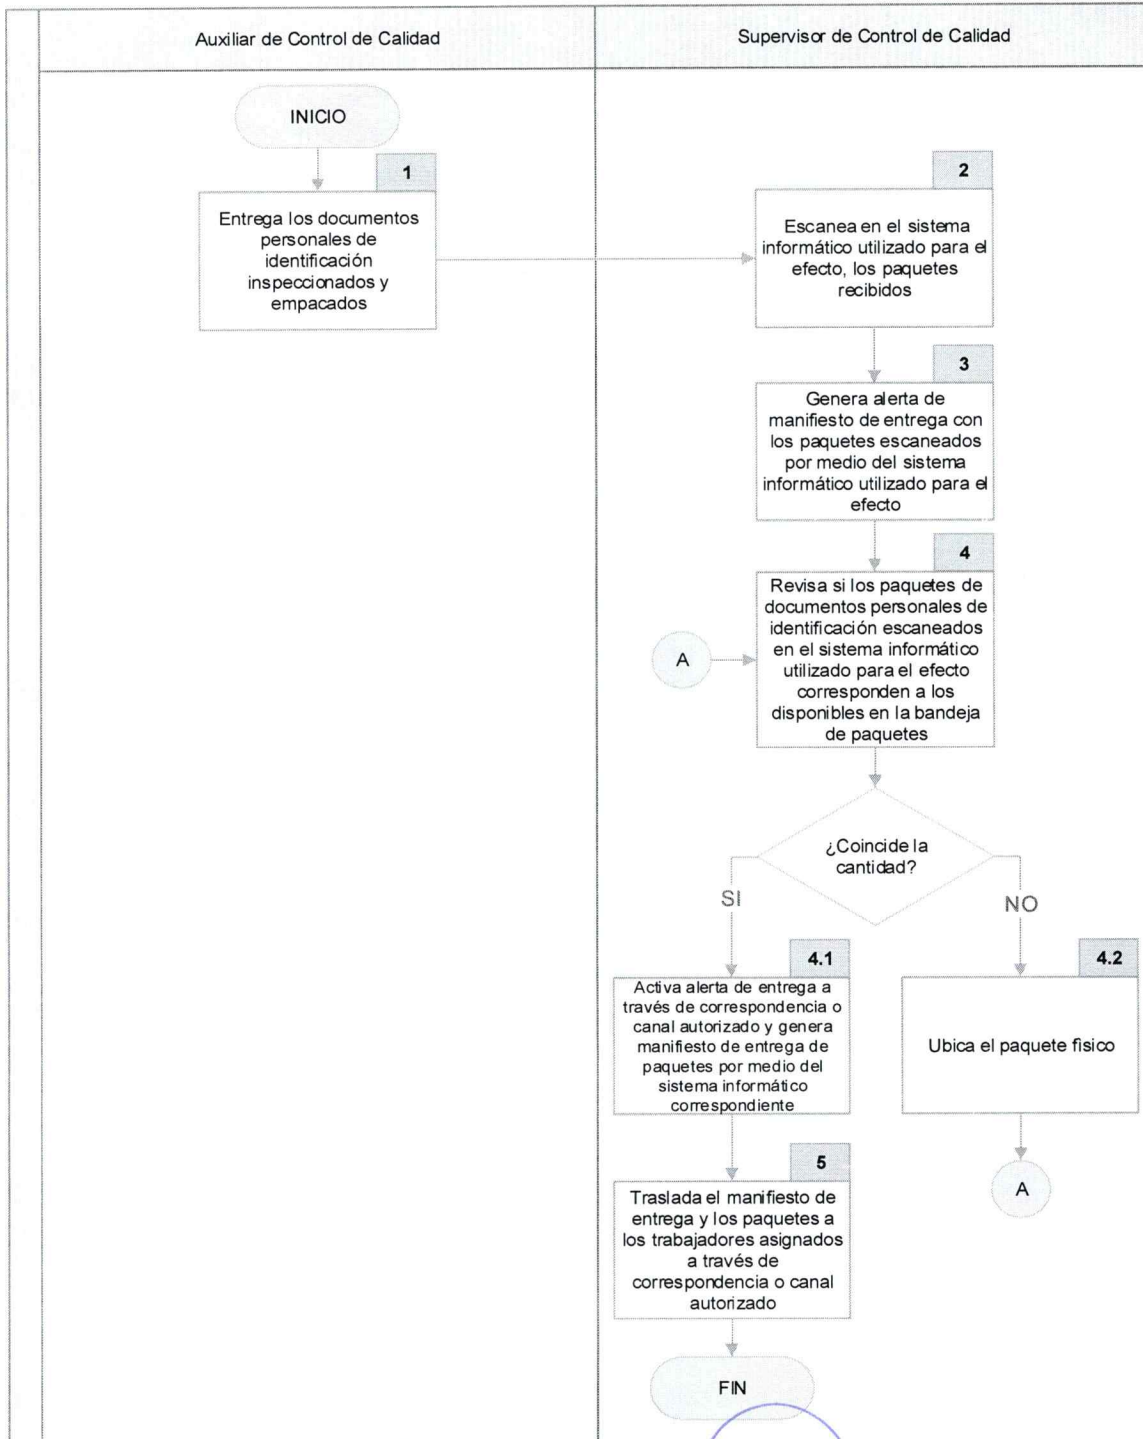 Auxiliar de Control de Calidad
Supervisor de Control de Calidad
INICIO
1
Entrega los documentos
personales de
identificación
inspeccionados y
empacados
2
Escanea en el sistema
informático utilizado para el
efecto, los paquetes
recibidos
3
Genera alerta de
manifiesto de entrega con
los paquetes escaneados
por medio del sistema
informático utilizado para el
efecto
4
Revisa si los paquetes de
documentos personales de
identificación escaneados
en el sistema informático
utilizado para el efecto
corresponden a los
disponibles en la bandeja
de paquetes
A
¿Coincide la
cantidad?
SI
NO
4.1
Activa alerta de entrega a
través de correspondencia o
canal autorizado y genera
manifiesto de entrega de
paquetes por medio del
sistema informático
correspondiente
4.2
Ubica el paquete fisico
A
5
Traslada el manifiesto de
entrega y los paquetes a
los trabajadores asignados
a través de
correspondencia o canal
autorizado
FIN